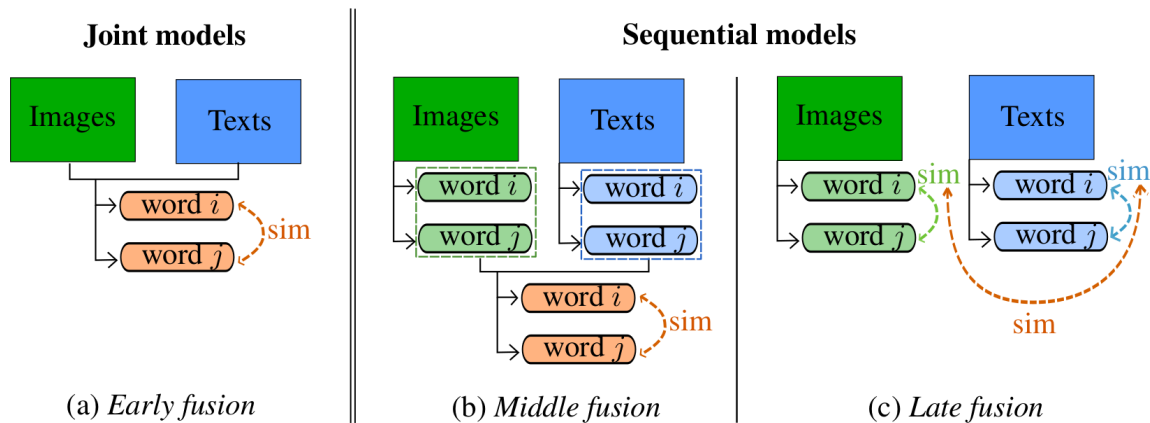 Joint models
Sequential models
Images
Texts
word i
word j
sim
(a) Early fusion
Images
Texts
word i
word j
word i
word j
word i
word j
sim
(b) Middle fusion
Images
Texts
word i
word j
sim
word i
word j
sim
sim
(c) Late fusion